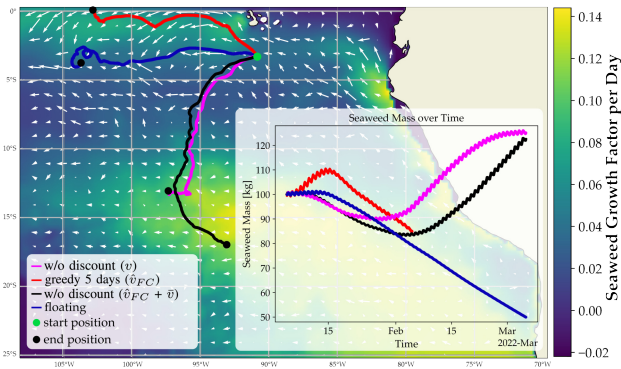 0°
5°S
10°S
15°S
20°S
25°S
105°W
100°W
95°W
90°W
85°W
80°W
75°W
70°W
w/o discount (v)
greedy 5 days (v̂_FC)
w/o discount (v̂_FC + v̄)
floating
start position
end position
Seaweed Mass over Time
Seaweed Mass [kg]
120
110
100
90
80
70
60
50
15
Feb
15
Mar
Time
2022-Mar
0.14
0.12
0.10
0.08
0.06
0.04
0.02
0.00
−0.02
Seaweed Growth Factor per Day